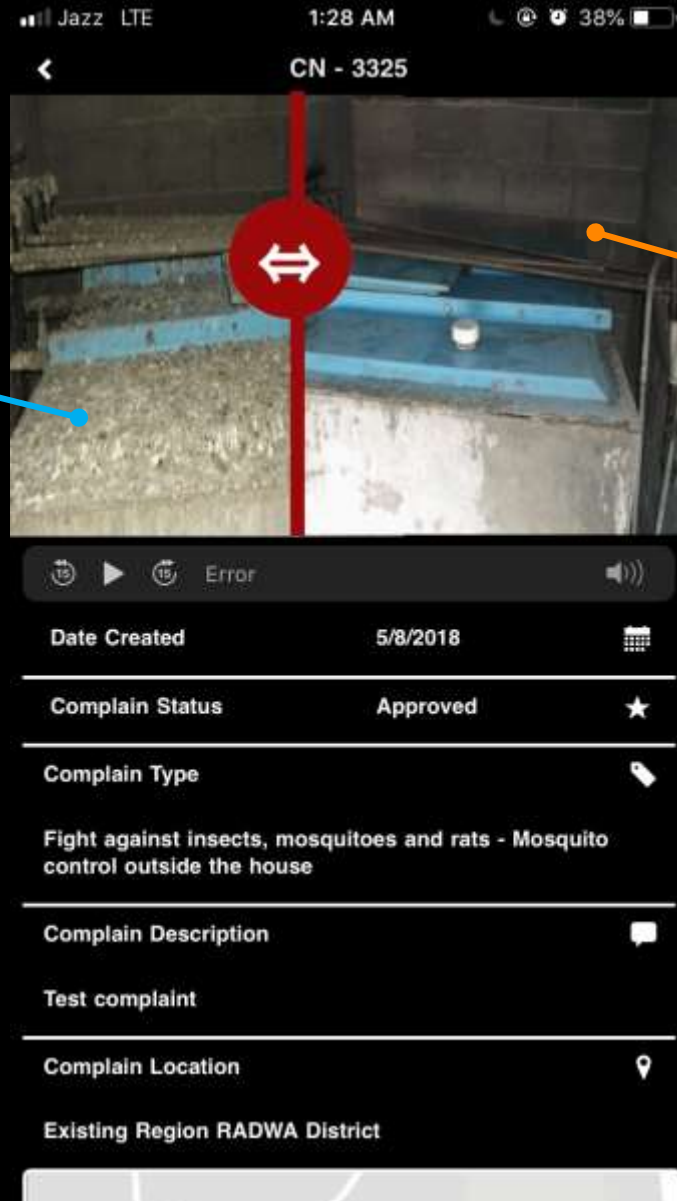 Jazz LTE 1:28 AM 38%
CN - 3325
15 15 Error
Date Created 5/8/2018
Complain Status Approved
Complain Type
Fight against insects, mosquitoes and rats - Mosquito
control outside the house
Complain Description
Test complaint
Complain Location
Existing Region RADWA District